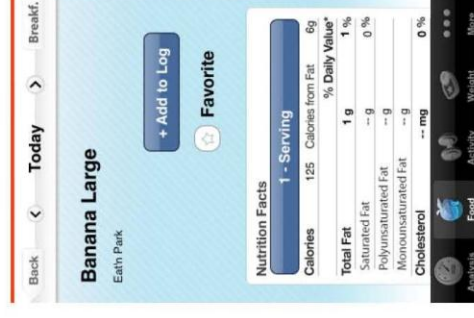 Back Today Breakf.
Banana Large
Eat'n Park
+ Add to Log
Favorite
Nutrition Facts
1 - Serving
Calories 125 Calories from Fat 6g
% Daily Value*
Total Fat 1 g 1 %
Saturated Fat -- g 0 %
Polyunsaturated Fat -- g
Monounsaturated Fat -- g
Cholesterol -- mg 0 %
Analysis Food Activity Weight More